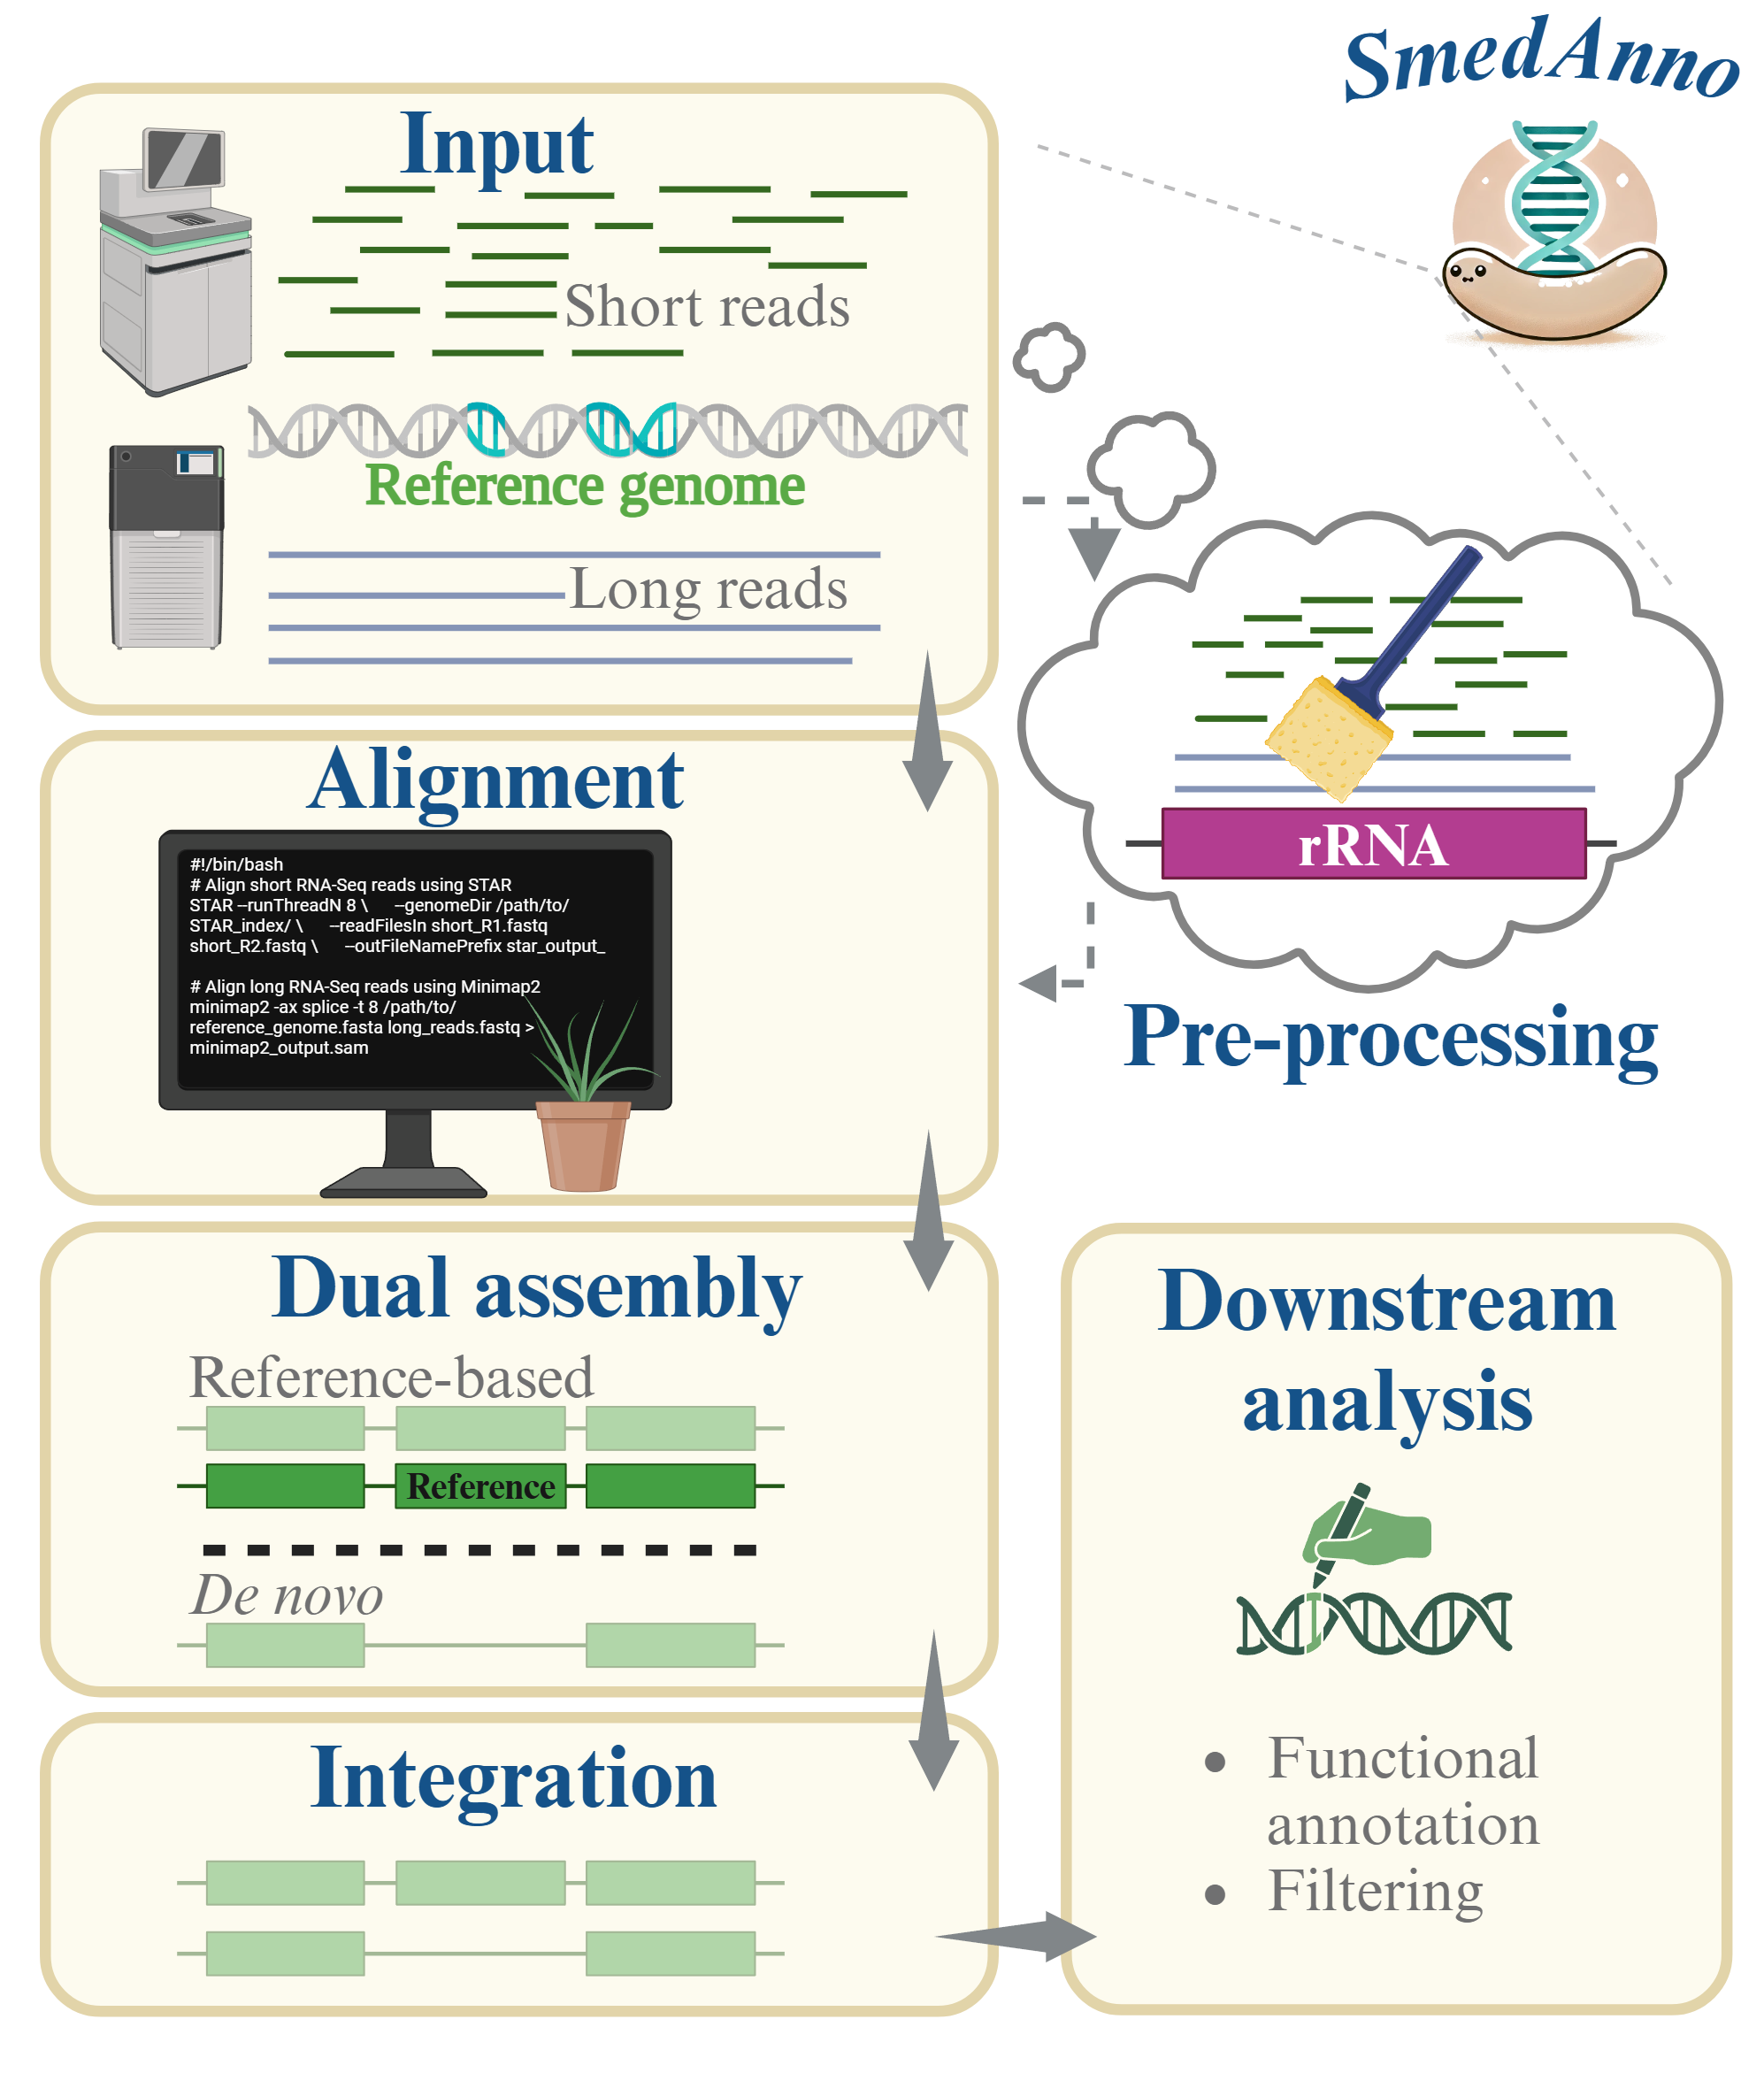 SmedAnno
Input
Short reads
Reference genome
Long reads
rRNA
Pre-processing
Alignment
#!/bin/bash
# Align short RNA-Seq reads using STAR
STAR --runThreadN 8 \ --genomeDir /path/to/
STAR_index/ \ --readFilesIn short_R1.fastq
short_R2.fastq \ --outFileNamePrefix star_output_
# Align long RNA-Seq reads using Minimap2
minimap2 -ax splice -t 8 /path/to/
reference_genome.fasta long_reads.fastq >
minimap2_output.sam
Dual assembly
Reference-based
Reference
De novo
Integration
Downstream
analysis
• Functional
annotation
• Filtering